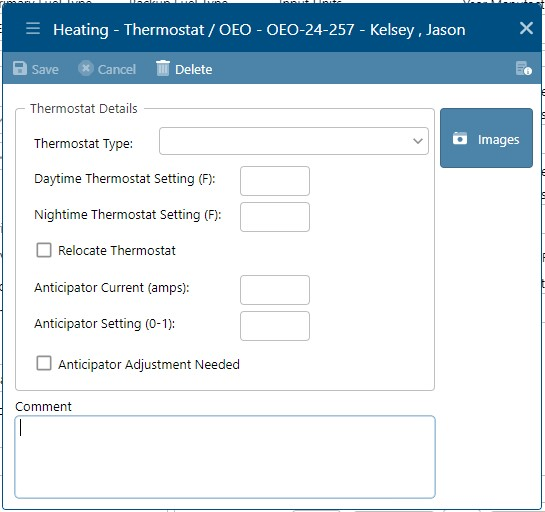 Heating - Thermostat / OEO - OEO-24-257 - Kelsey , Jason
Save Cancel Delete
Thermostat Details
Images
Thermostat Type:
Daytime Thermostat Setting (F):
Nightime Thermostat Setting (F):
Relocate Thermostat
Anticipator Current (amps):
Anticipator Setting (0-1):
Anticipator Adjustment Needed
Comment